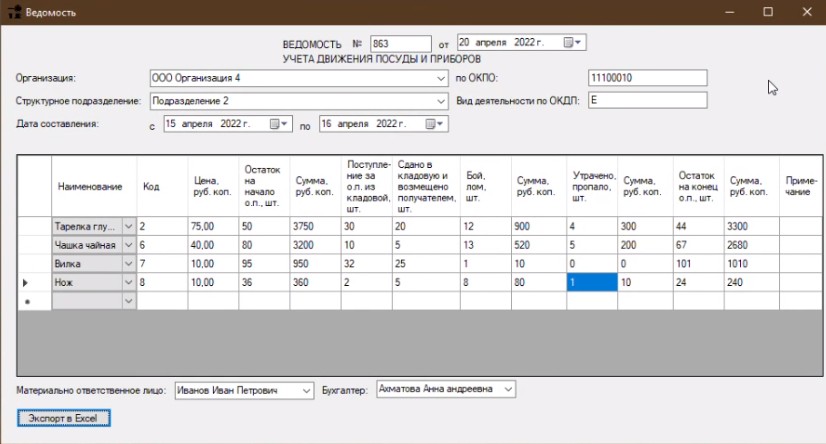 Ведомость
ВЕДОМОСТЬ № 863 от 20 апреля 2022 г.
УЧЕТА ДВИЖЕНИЯ ПОСУДЫ И ПРИБОРОВ
Организация: ООО Организация 4 по ОКПО: 11100010
Структурное подразделение: Подразделение 2 Вид деятельности по ОКДП: Е
Дата составления: с 15 апреля 2022 г. по 16 апреля 2022 г.
Наименование Код Цена, руб. коп. Остаток на начало о.п., шт. Сумма, руб. коп. Поступле-ние за о.п. из кладовой, шт. Сдано в кладовую и возмещено получателем, шт. Бой, лом, шт. Сумма, руб. коп. Утрачено, пропало, шт. Сумма, руб. коп. Остаток на конец о.п., шт. Сумма, руб. коп. Приме-чание
Тарелка глу... 2 75,00 50 3750 30 20 12 900 4 300 44 3300
Чашка чайная 6 40,00 80 3200 10 5 13 520 5 200 67 2680
Вилка 7 10,00 95 950 32 25 1 10 0 0 101 1010
Нож 8 10,00 36 360 2 5 8 80 1 10 24 240
Материально ответственное лицо: Иванов Иван Петрович Бухгалтер: Ахматова Анна андреевна
Экспорт в Excel